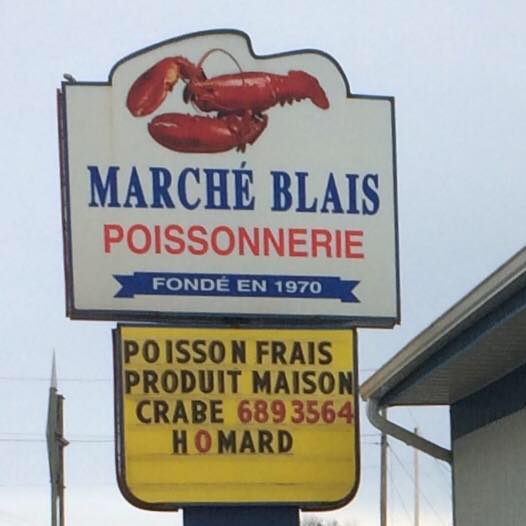 MARCHÉ BLAIS
POISSONNERIE
FONDÉ EN 1970
POISSON FRAIS
PRODUIT MAISON
CRABE 689 3564
HOMARD